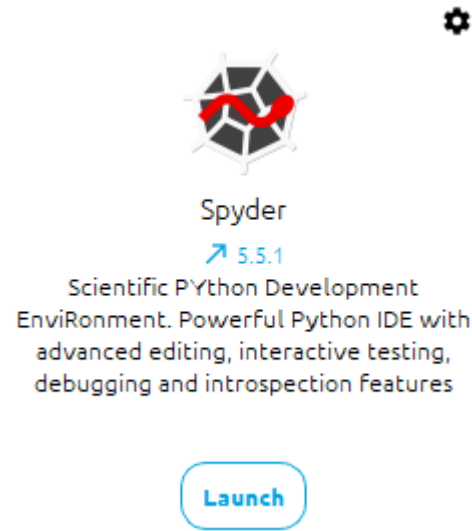 Spyder
5.5.1
Scientific PYthon Development
EnviRonment. Powerful Python IDE with
advanced editing, interactive testing,
debugging and introspection features
Launch